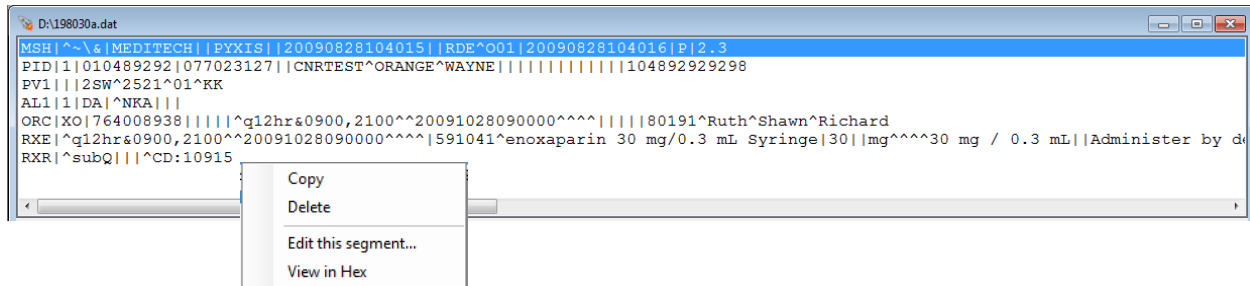 D:\198030a.dat
MSH|^~\&|MEDITECH||PYXIS||20090828104015||RDE^O01|20090828104016|P|2.3
PID|1|010489292|077023127||CNRTEST^ORANGE^WAYNE|||||||||||||104892929298
PV1|||2SW^2521^01^KK
AL1|1|DA|^NKA|||
ORC|XO|764008938|||||^q12hr&0900,2100^^20091028090000^^^^|||||80191^Ruth^Shawn^Richard
RXE|^q12hr&0900,2100^^20091028090000^^^^|591041^enoxaparin 30 mg/0.3 mL Syringe|30||mg^^^^30 mg / 0.3 mL||Administer by de
RXR|^subQ|||^CD:10915
Copy
Delete
Edit this segment...
View in Hex